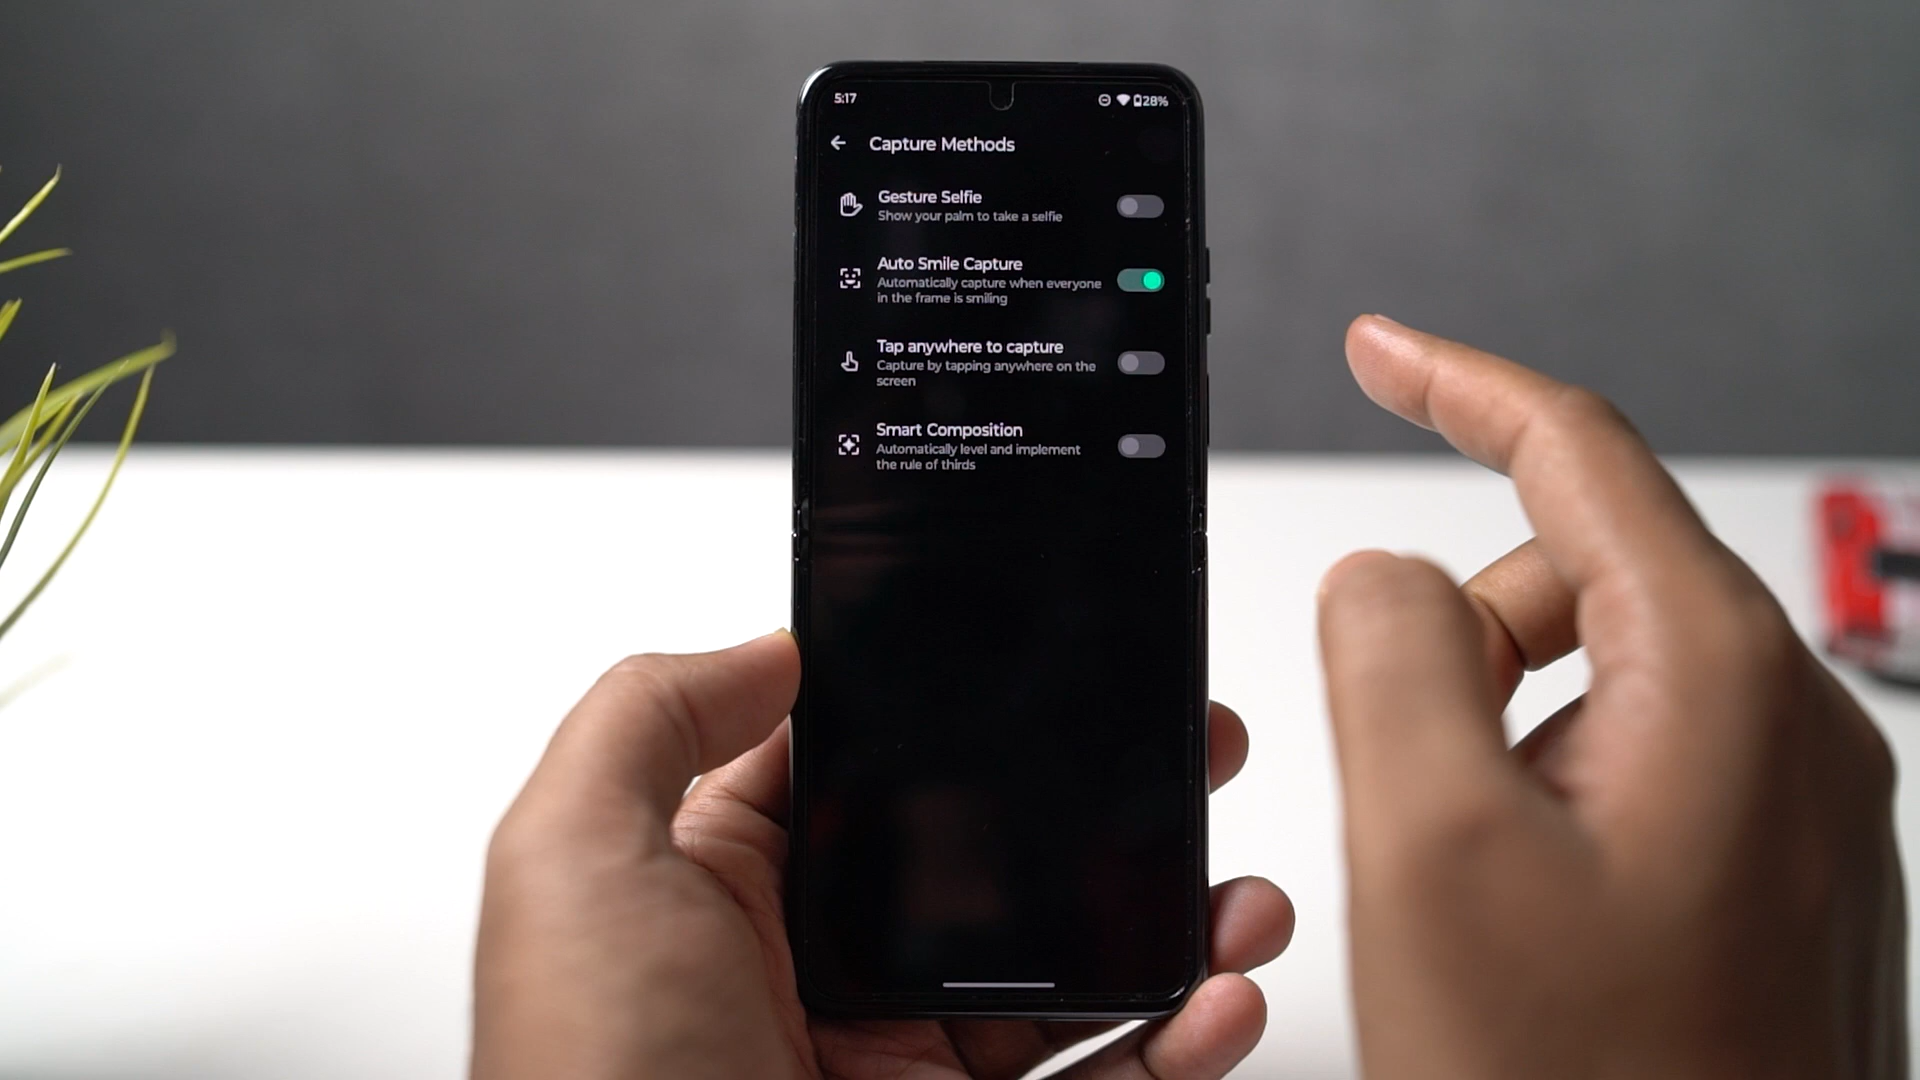 5:17
28%
Capture Methods
Gesture Selfie
Show your palm to take a selfie
Auto Smile Capture
Automatically capture when everyone
in the frame is smiling
Tap anywhere to capture
Capture by tapping anywhere on the
screen
Smart Composition
Automatically level and implement
the rule of thirds